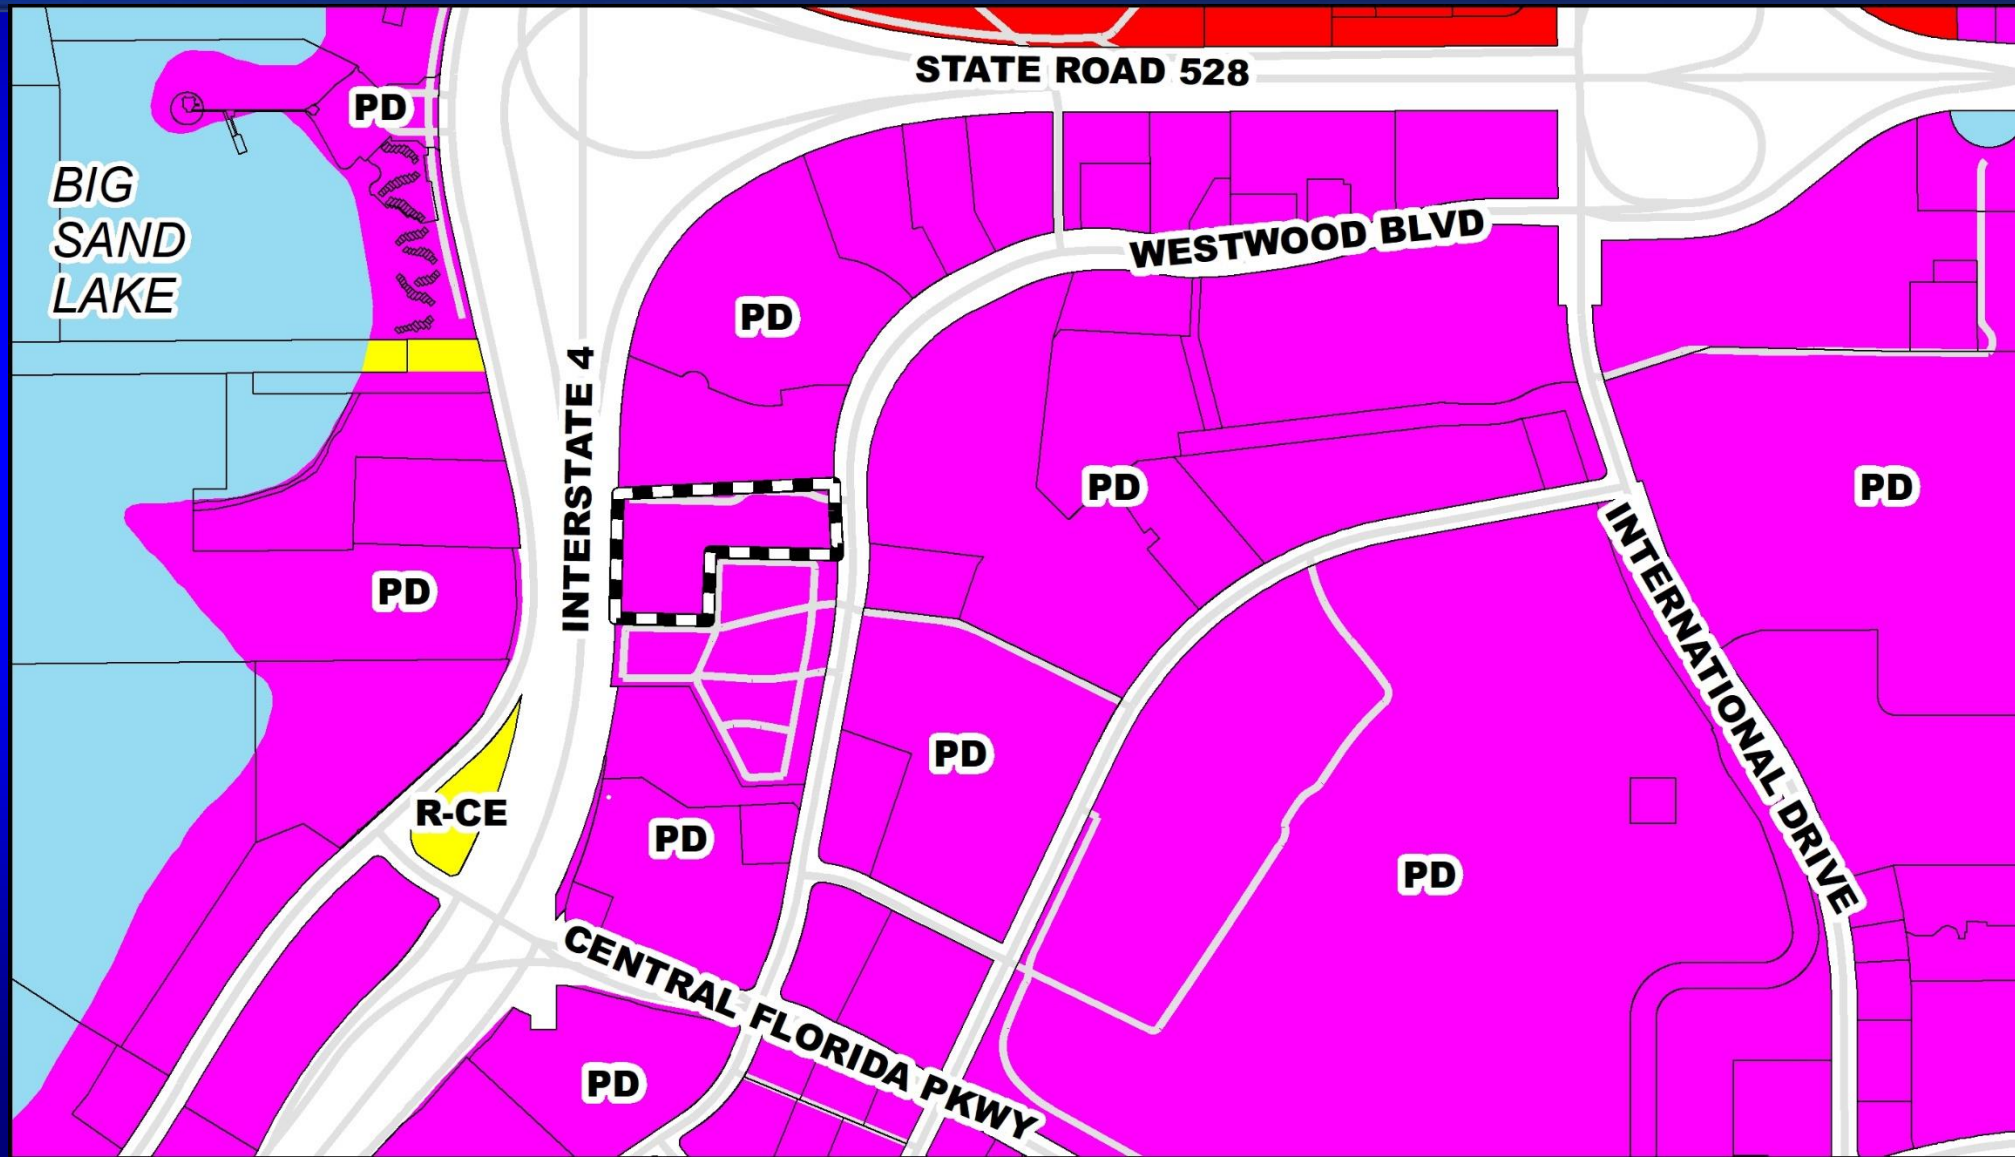 STATE ROAD 528
PD
BIG
SAND
LAKE
WESTWOOD BLVD
PD
INTERSTATE 4
PD
PD
INTERNATIONAL DRIVE
PD
PD
R-CE
PD
PD
CENTRAL FLORIDA PKWY
PD